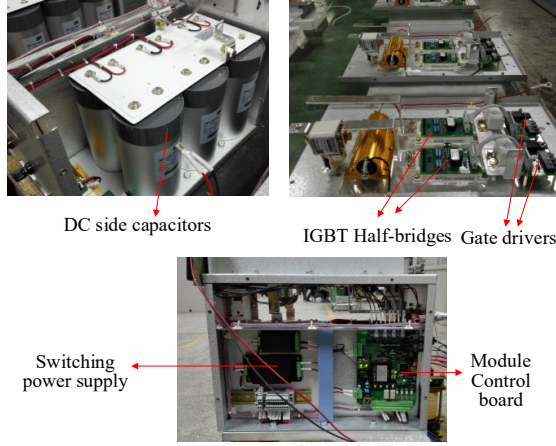 DC side capacitors
IGBT Half-bridges
Gate drivers
Switching
power supply
Module
Control
board